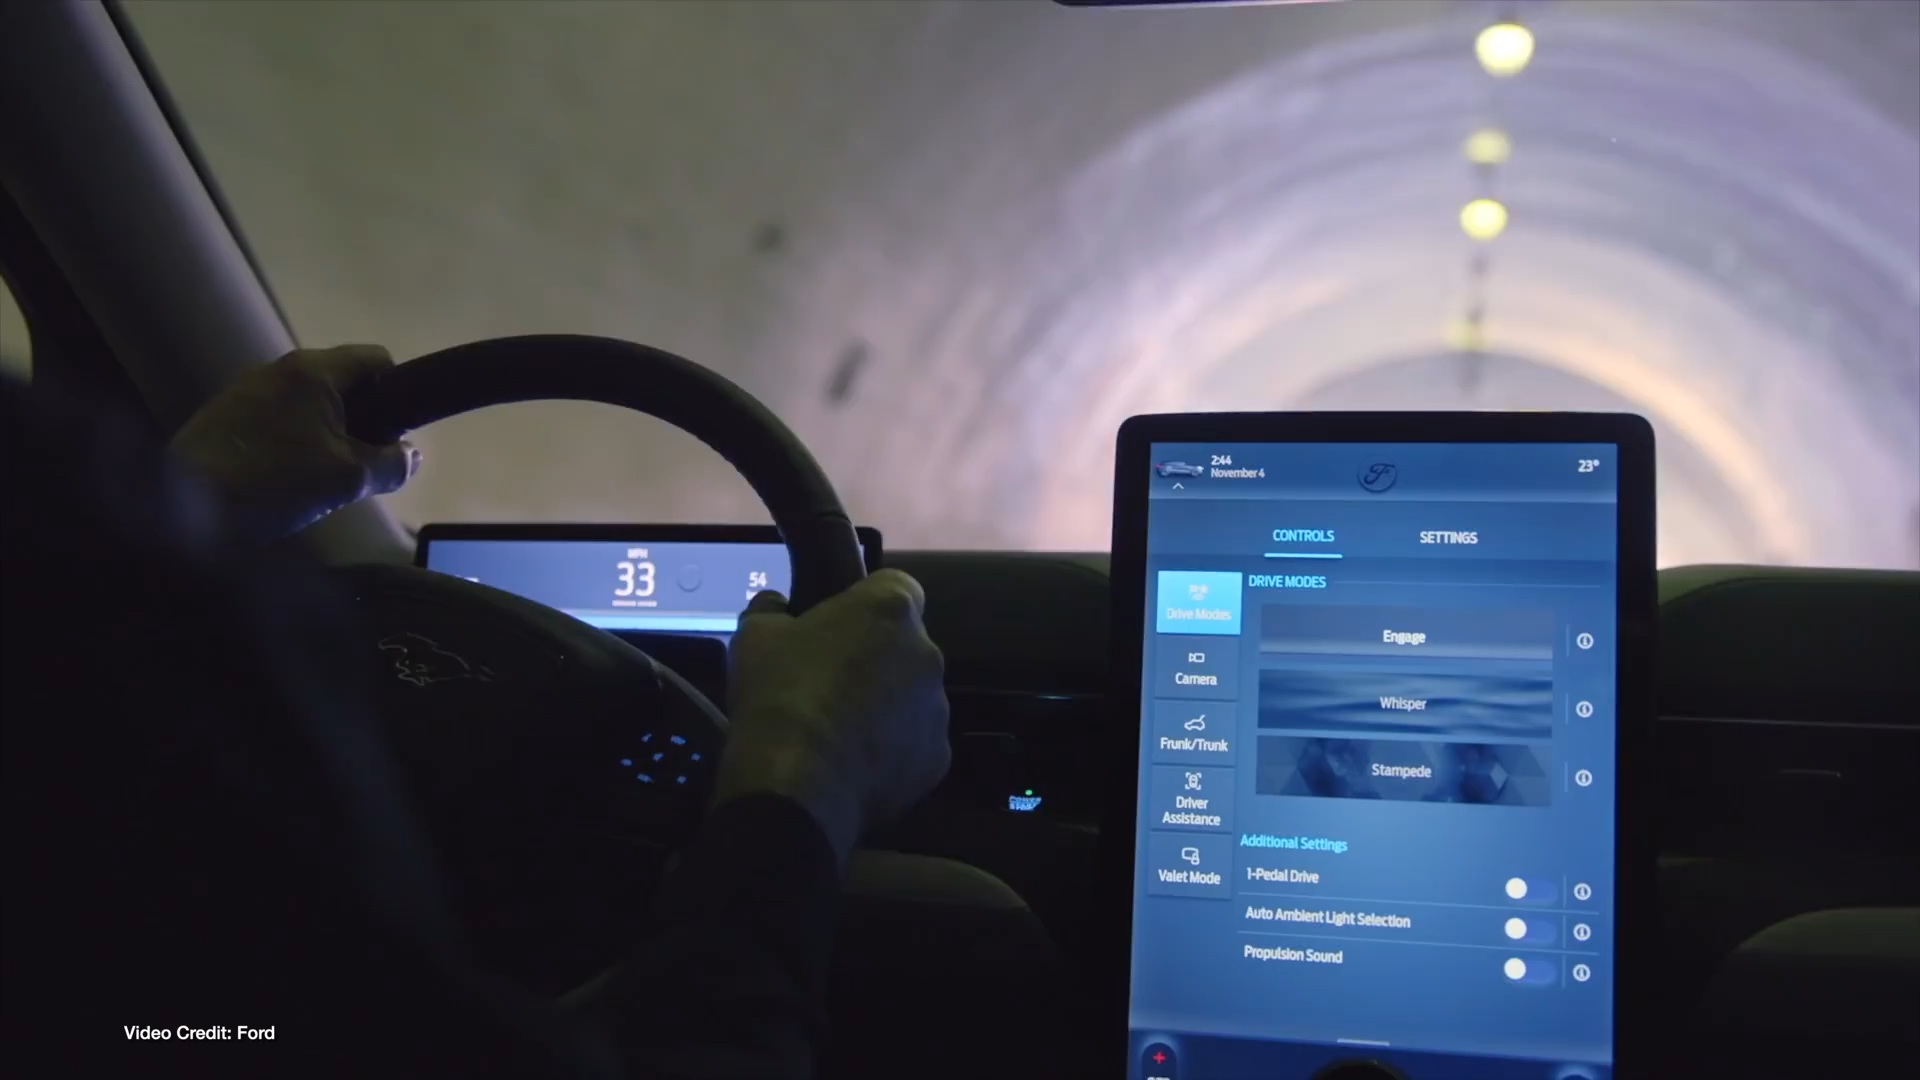 2:44
November 4
23°
CONTROLS
SETTINGS
MPH
33
54
DRIVE MODES
Drive Modes
Engage
Camera
Whisper
Frunk/Trunk
Stampede
Driver
Assistance
Additional Settings
Valet Mode
1-Pedal Drive
Auto Ambient Light Selection
Propulsion Sound
Video Credit: Ford